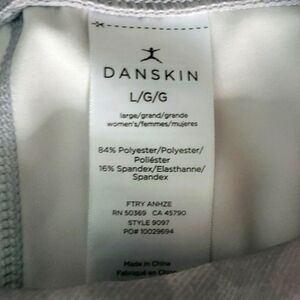 DANSKIN
L/G/G
large/grand/grande
women's/femmes/mujeres
84% Polyester/Polyester/
Poliéster
16% Spandex/Elasthanne/
Spandex
FTRY ANHZE
RN 50369 CA 45790
STYLE 9097
PO# 10029694
Made in China
Fabriqué en Chine